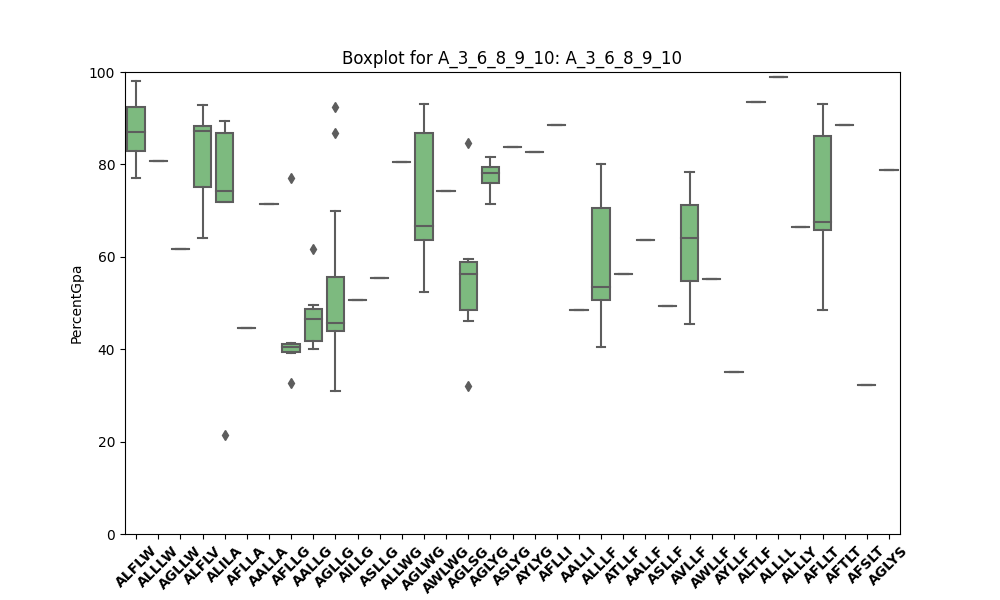 Boxplot for A_3_6_8_9_10: A_3_6_8_9_10
PercentGpa
100
80
60
40
20
0
ALFLW
ALLLW
AGLLW
ALFLV
ALILA
AFLLA
AALLA
AFLLG
AALLG
AGLLG
AILLG
ASLLG
ALLWG
AGLWG
AWLWG
AGLSG
AGLYG
ASLYG
AYLYG
AFLLI
AALLI
ALLLF
ATLLF
AALLF
ASLLF
AVLLF
AWLLF
AYLLF
ALTLF
ALLLL
ALLLY
AFLLT
AFTLT
AFSLT
AGLYS